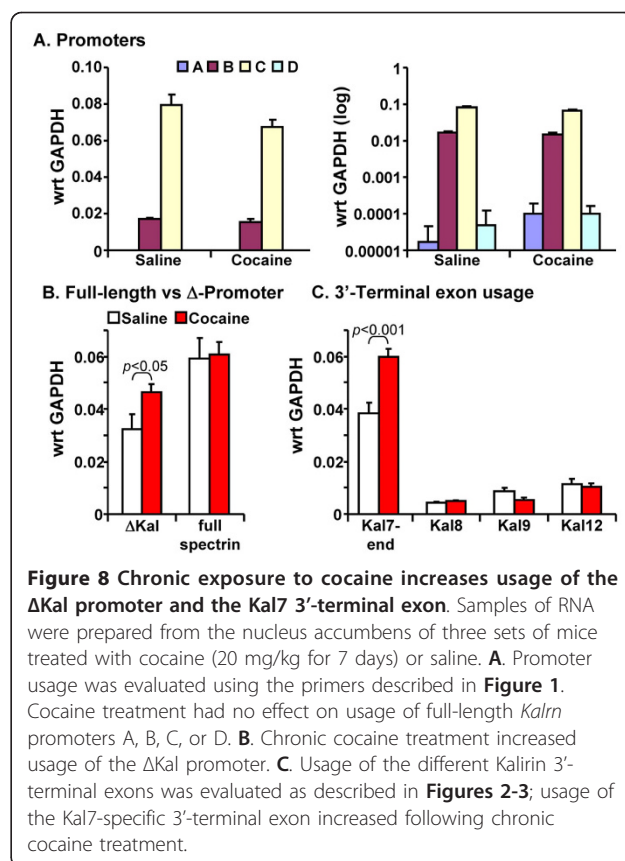 A. Promoters
A B C D
wrt GAPDH
0.10
0.08
0.06
0.04
0.02
0
Saline Cocaine
wrt GAPDH (log)
1
0.1
0.01
0.001
0.0001
0.00001
Saline Cocaine
B. Full-length vs Δ-Promoter
Saline Cocaine
wrt GAPDH
0.06
0.04
0.02
0
p<0.05
ΔKal full
spectrin
C. 3'-Terminal exon usage
wrt GAPDH
0.06
0.04
0.02
0
p<0.001
Kal7- Kal8 Kal9 Kal12
end
Figure 8 Chronic exposure to cocaine increases usage of the
ΔKal promoter and the Kal7 3'-terminal exon. Samples of RNA
were prepared from the nucleus accumbens of three sets of mice
treated with cocaine (20 mg/kg for 7 days) or saline. A. Promoter
usage was evaluated using the primers described in Figure 1.
Cocaine treatment had no effect on usage of full-length Kalrn
promoters A, B, C, or D. B. Chronic cocaine treatment increased
usage of the ΔKal promoter. C. Usage of the different Kalirin 3'-
terminal exons was evaluated as described in Figures 2-3; usage of
the Kal7-specific 3'-terminal exon increased following chronic
cocaine treatment.